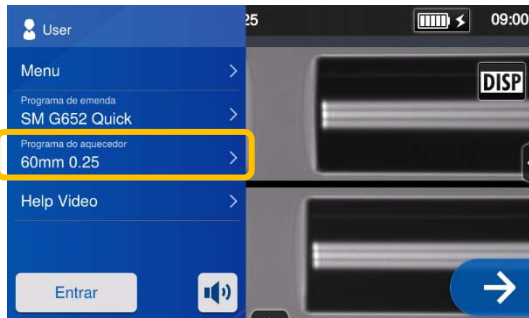 User
25
09:00
Menu
DISP
Programa de emenda
SM G652 Quick
Programa do aquecedor
60mm 0.25
Help Video
Entrar